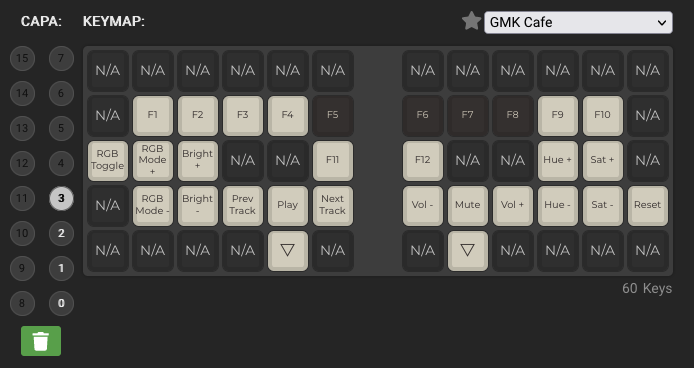 CAPA: KEYMAP: GMK Cafe
15 7 N/A N/A N/A N/A N/A N/A N/A N/A N/A N/A N/A N/A
14 6 N/A F1 F2 F3 F4 F5 F6 F7 F8 F9 F10 N/A
13 5
12 4 RGB Toggle RGB Mode + Bright + N/A N/A F11 F12 N/A N/A Hue + Sat + N/A
11 3 N/A RGB Mode - Bright - Prev Track Play Next Track Vol - Mute Vol + Hue - Sat - Reset
10 2
9 1 N/A N/A N/A N/A ▽ N/A N/A ▽ N/A N/A N/A N/A
8 0
60 Keys